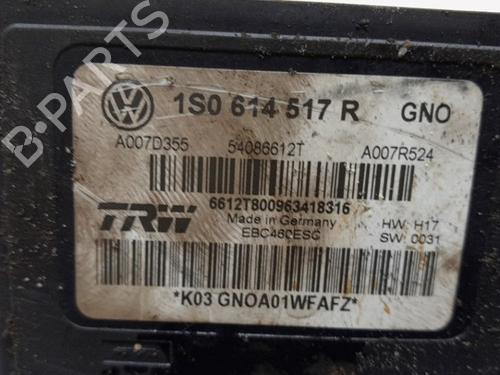 B-PARTS
1S0 614 517 R GNO
A007D355 54086612T A007R524
6612T800963418316
TRW
Made in Germany HW: H17
EBC460ESC SW: 0031
*K03 GNOA01WFAFZ*